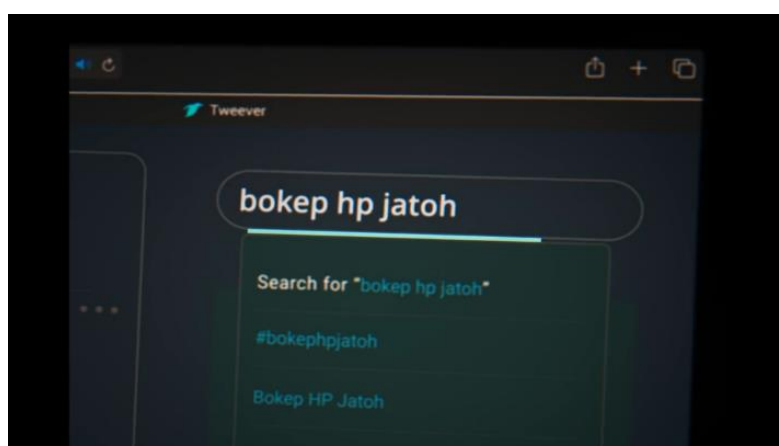 Tweever
bokep hp jatoh
Search for "bokep hp jatoh"
#bokephpjatoh
Bokep HP Jatoh